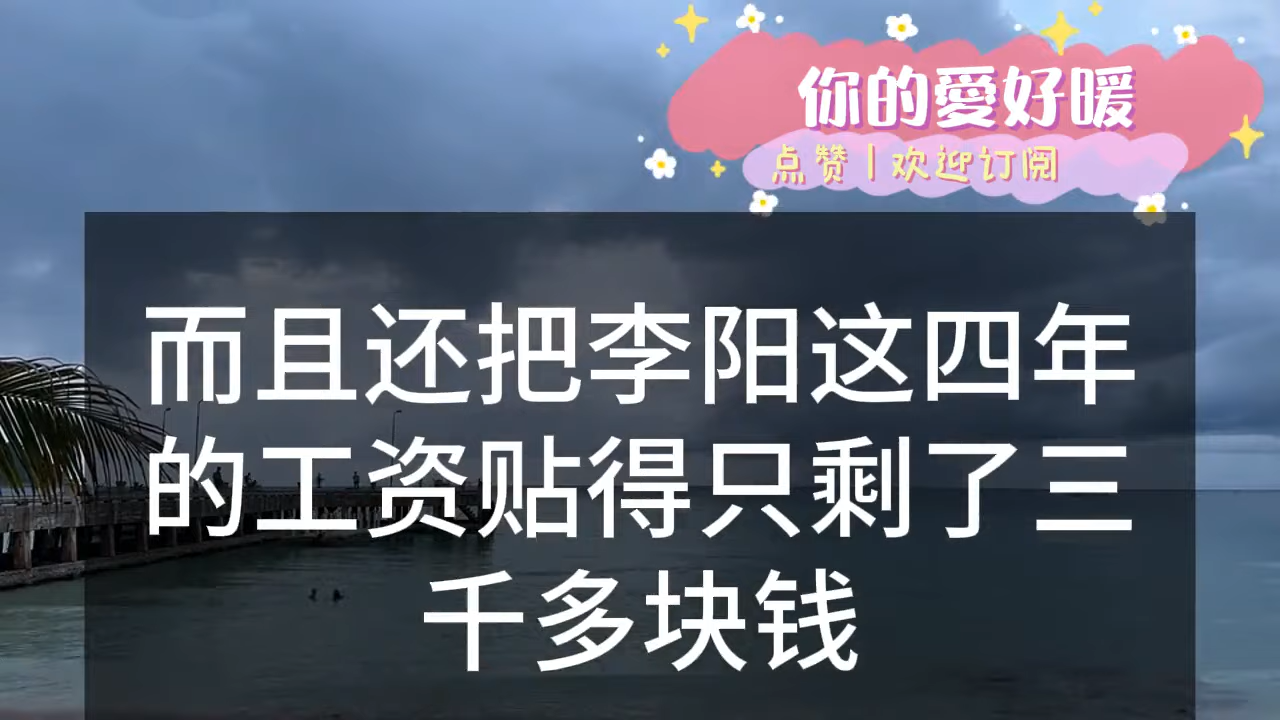 你的愛好暖
点赞 | 欢迎订阅
而且还把李阳这四年
的工资贴得只剩了三
千多块钱